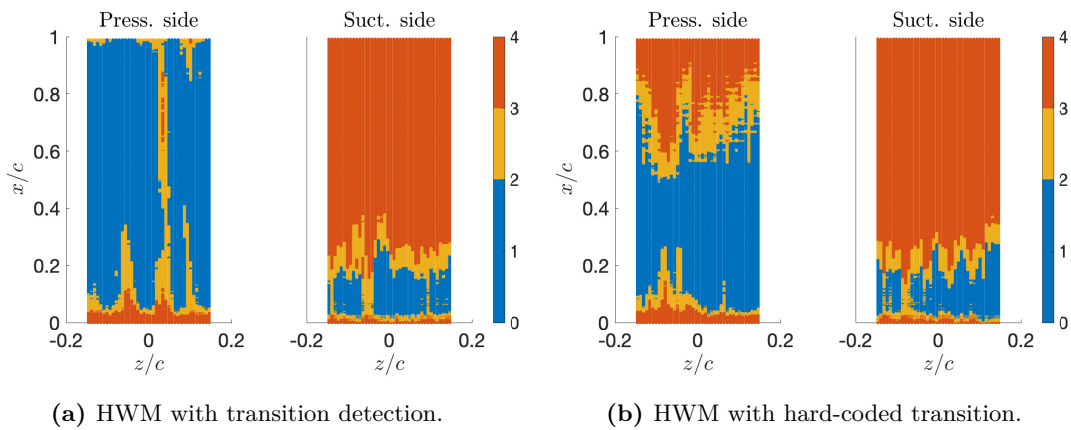 Press. side Suct. side Press. side Suct. side
1 4 1 4
0.8 0.8
3 3
0.6 0.6
x/c 2 x/c 2
0.4 0.4
1 1
0.2 0.2
0 0 0 0
-0.2 0 0.2 -0.2 0 0.2 -0.2 0 0.2 -0.2 0 0.2
z/c z/c z/c z/c
(a) HWM with transition detection. (b) HWM with hard-coded transition.